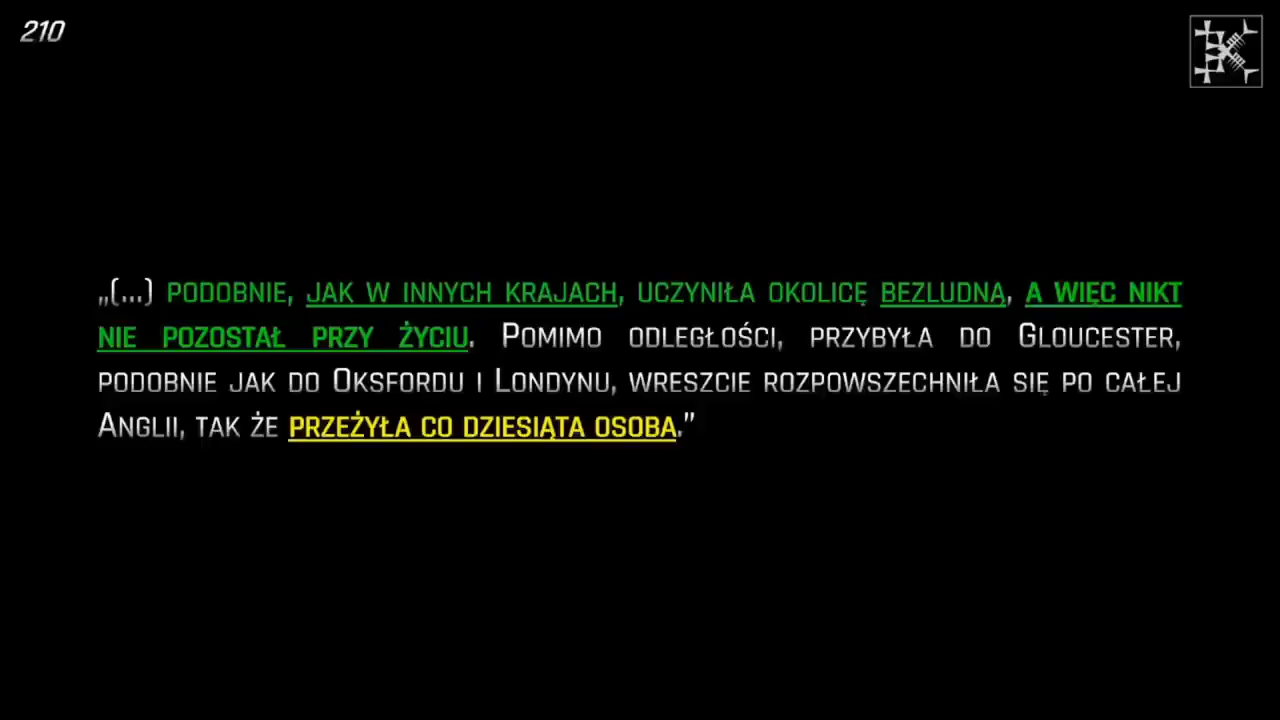 210
„(...) PODOBNIE, JAK W INNYCH KRAJACH, UCZYNIŁA OKOLICĘ BEZLUDNĄ, A WIĘC NIKT
NIE POZOSTAŁ PRZY ŻYCIU. POMIMO ODLEGŁOŚCI, PRZYBYŁA DO GLOUCESTER,
PODOBNIE JAK DO OKSFORDU I LONDYNU, WRESZCIE ROZPOWSZECHNIŁA SIĘ PO CAŁEJ
ANGLII, TAK ŻE PRZEŻYŁA CO DZIESIĄTA OSOBA.”